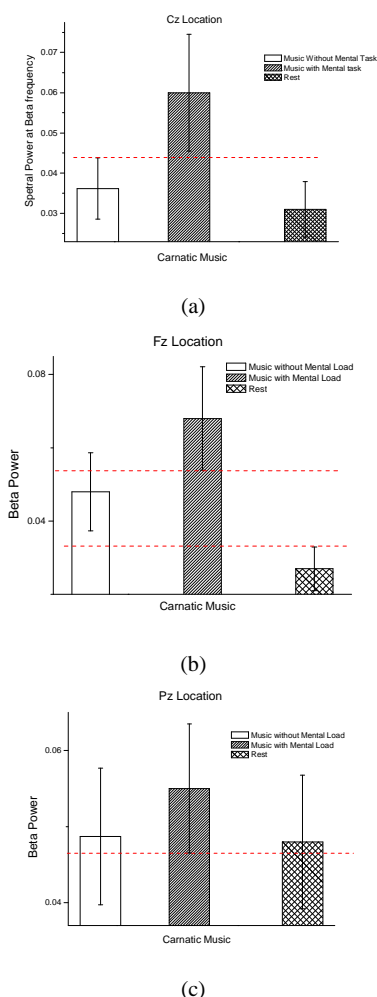 Cz Location
0.07
0.06
0.05
0.04
0.03
Spetral Power at Beta frequency
Music Without Mental Task
Music with Mental task
Rest
Carnatic Music
(a)
Fz Location
0.08
0.04
Beta Power
Music without Mental Load
Music with Mental Load
Rest
Carnatic Music
(b)
Pz Location
0.06
0.04
Beta Power
Music without Mental Load
Music with Mental Load
Rest
Carnatic Music
(c)